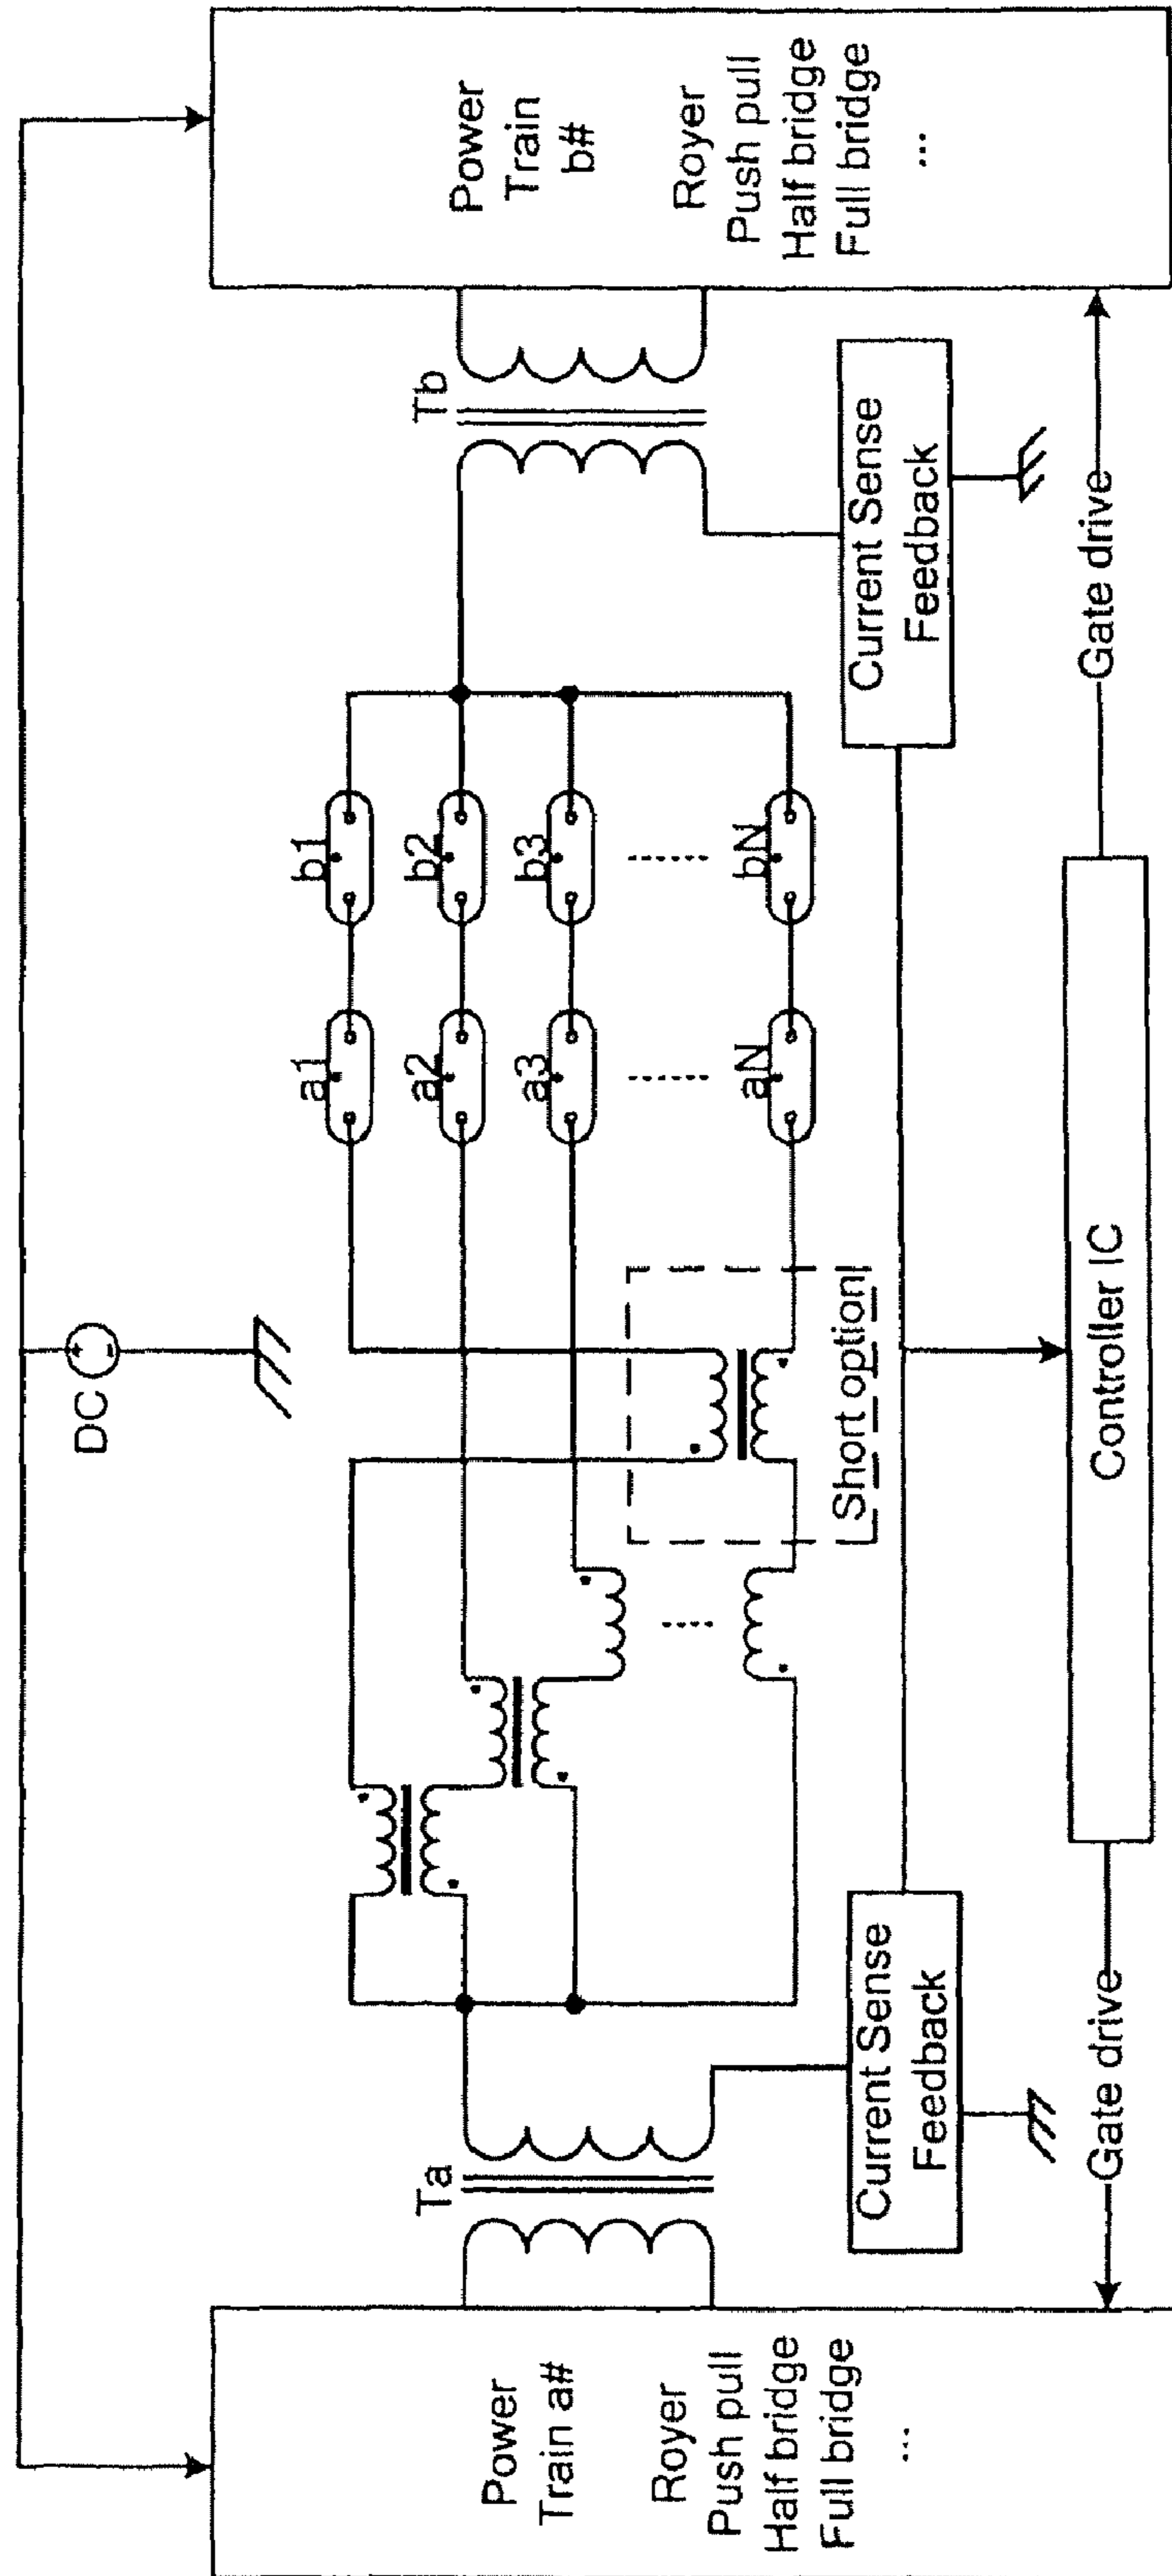 DC
Power
Train a#
Royer
Push pull
Half bridge
Full bridge
...
Ta
Tb
a1
b1
a2
b2
a3
b3
aN
bN
Short option
Power
Train
b#
Royer
Push pull
Half bridge
Full bridge
...
Current Sense
Feedback
Current Sense
Feedback
Gate drive
Controller IC
Gate drive